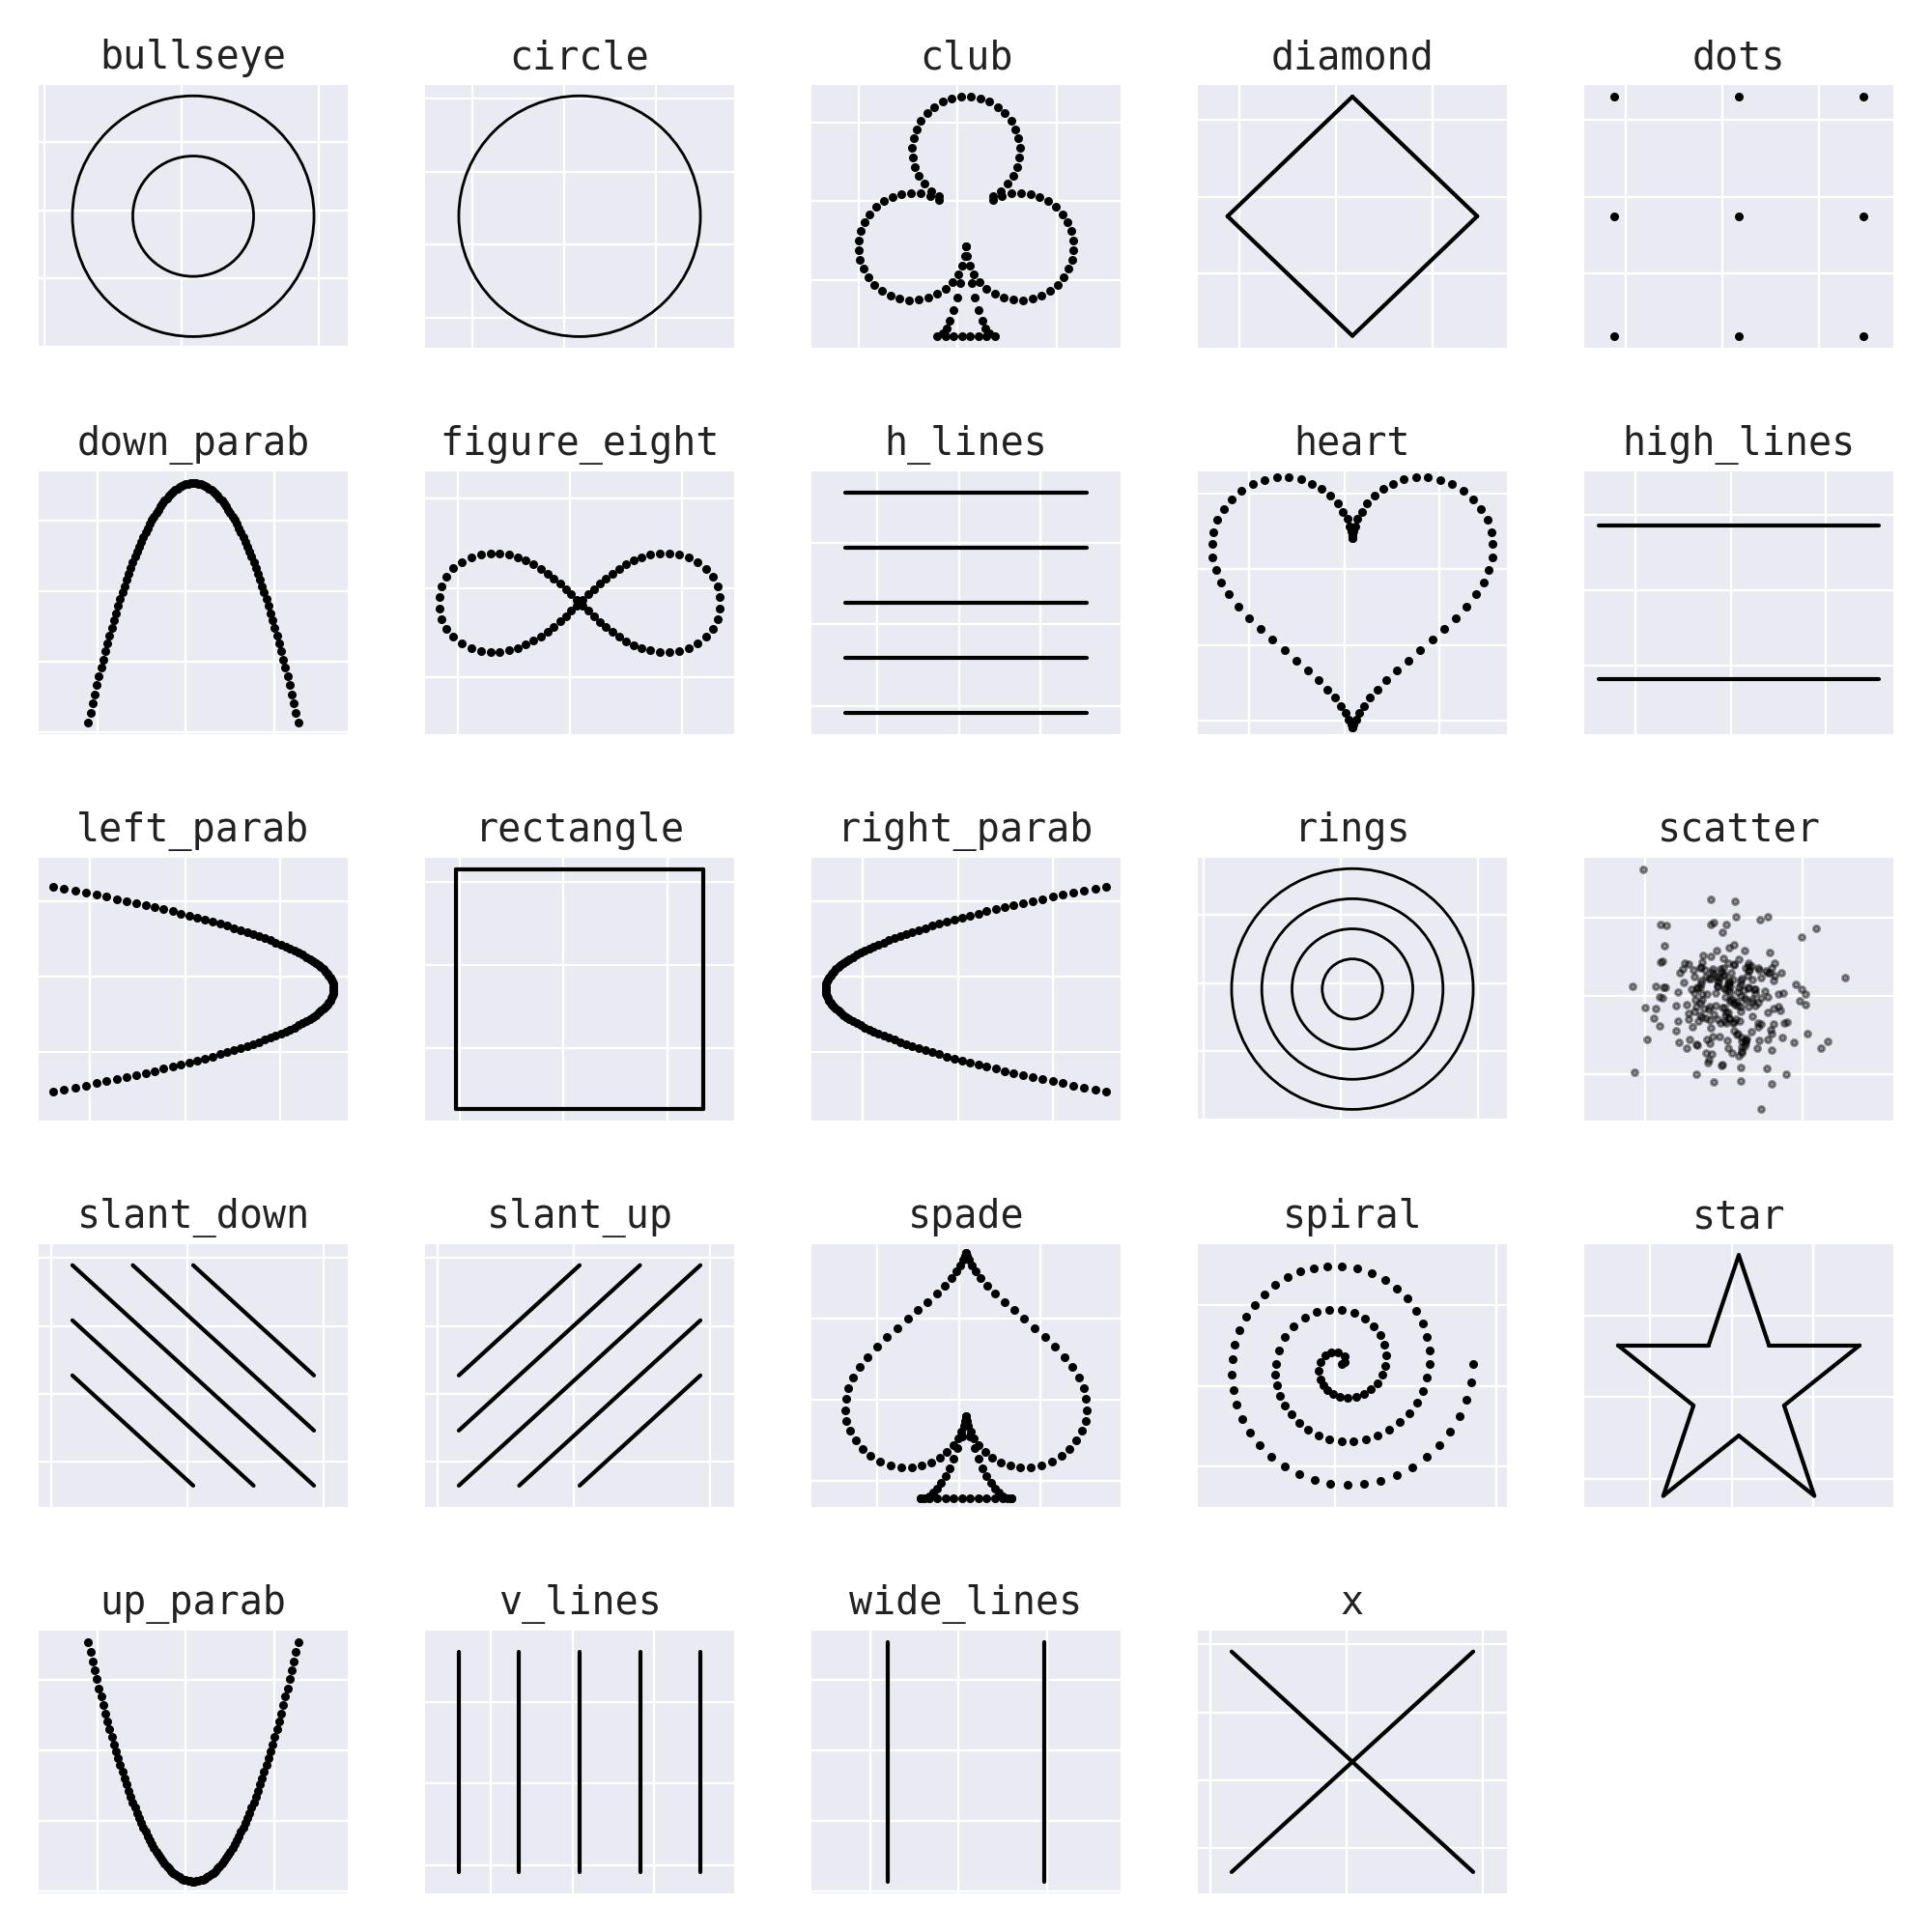 bullseye
circle
club
diamond
dots
down_parab
figure_eight
h_lines
heart
high_lines
left_parab
rectangle
right_parab
rings
scatter
slant_down
slant_up
spade
spiral
star
up_parab
v_lines
wide_lines
x